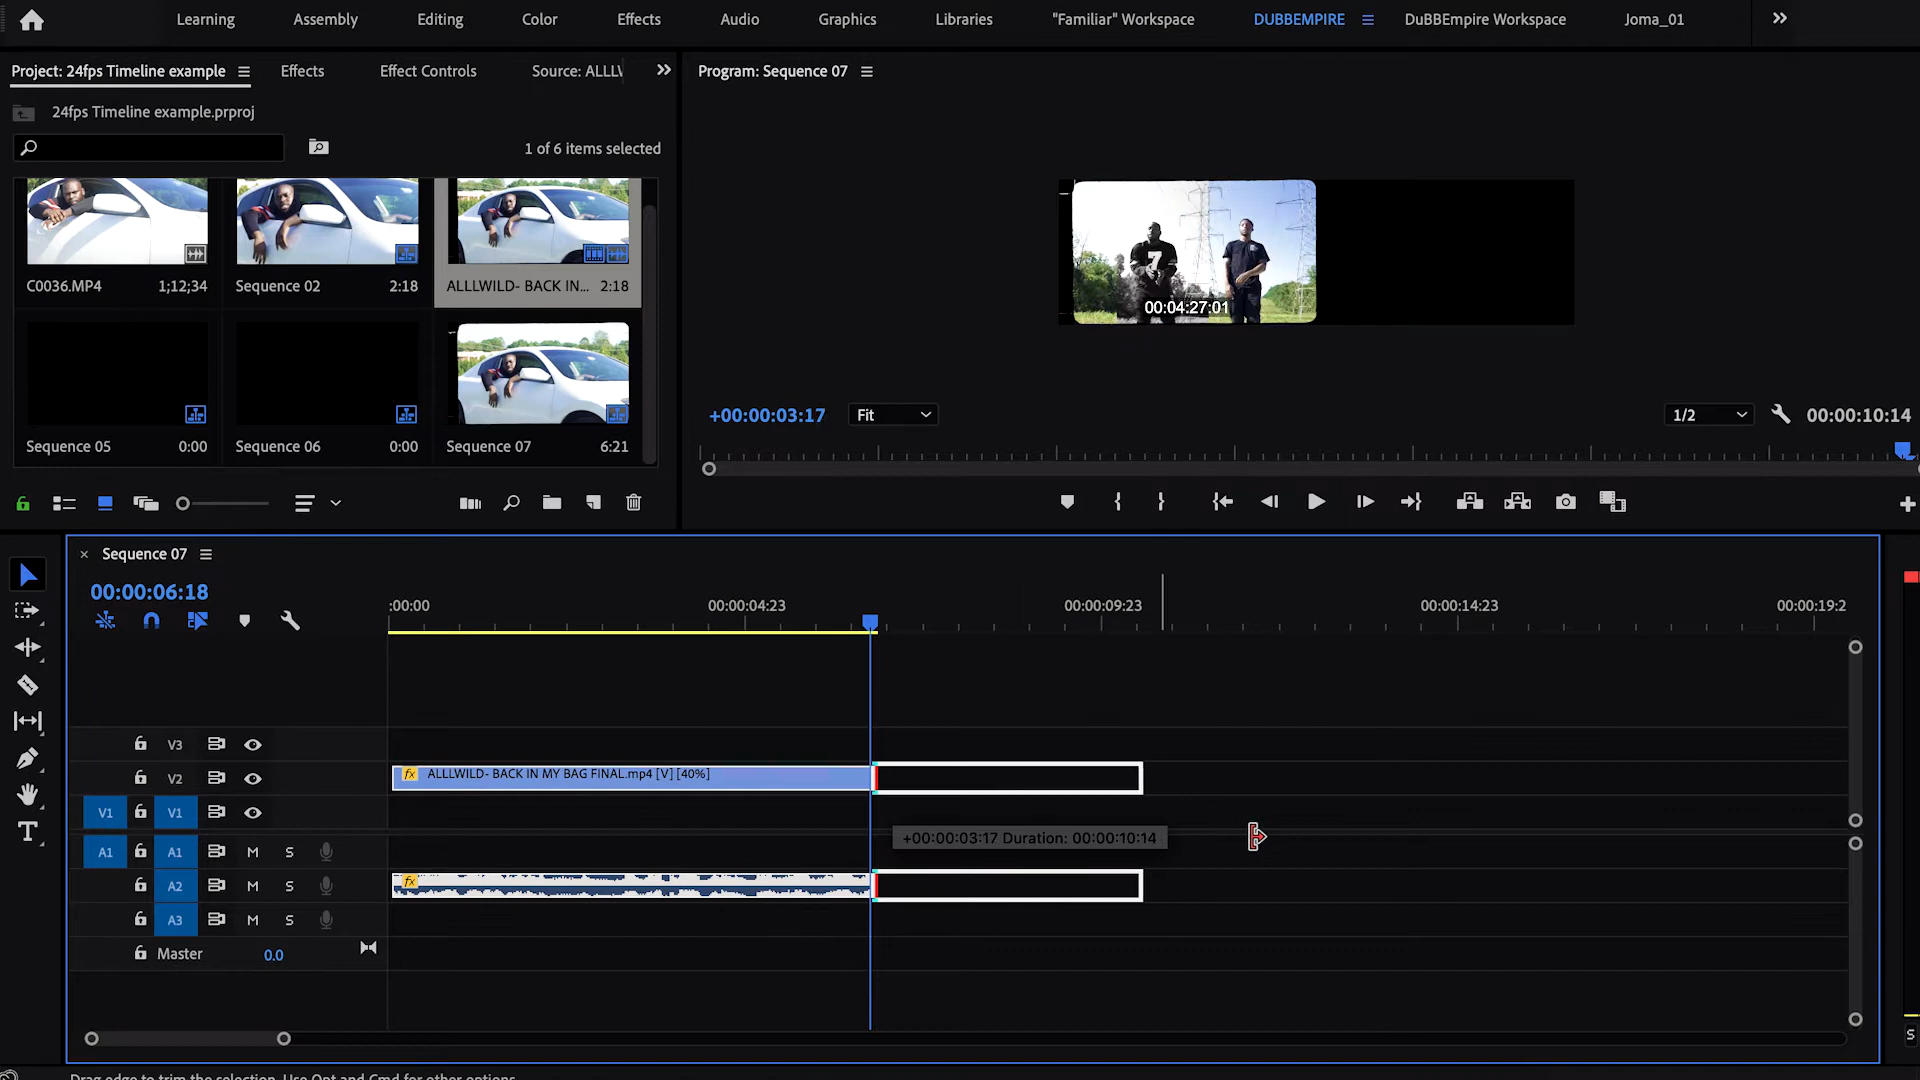 Learning Assembly Editing Color Effects Audio Graphics Libraries "Familiar" Workspace DUBBEMPIRE DuBBEmpire Workspace Joma_01
Project: 24fps Timeline example Effects Effect Controls Source: ALLL
Program: Sequence 07
24fps Timeline example.prproj
1 of 6 items selected
C0036.MP4 1;12;34 Sequence 02 2:18 ALLLWILD- BACK IN... 2:18
7
00:04:27:01
Sequence 05 0:00 Sequence 06 0:00 Sequence 07 6:21
+00:00:03:17 Fit 1/2 00:00:10:14
Sequence 07
00:00:06:18
:00:00 00:00:04:23 00:00:09:23 00:00:14:23 00:00:19:2
V3
V2 fx ALLLWILD- BACK IN MY BAG FINAL.mp4 [V] [40%]
V1 V1
+00:00:03:17 Duration: 00:00:10:14
A1 A1 M S
A2 M S fx
A3 M S
Master 0.0
S
Drag edge to trim the selection. Use Opt and Cmd for other options.